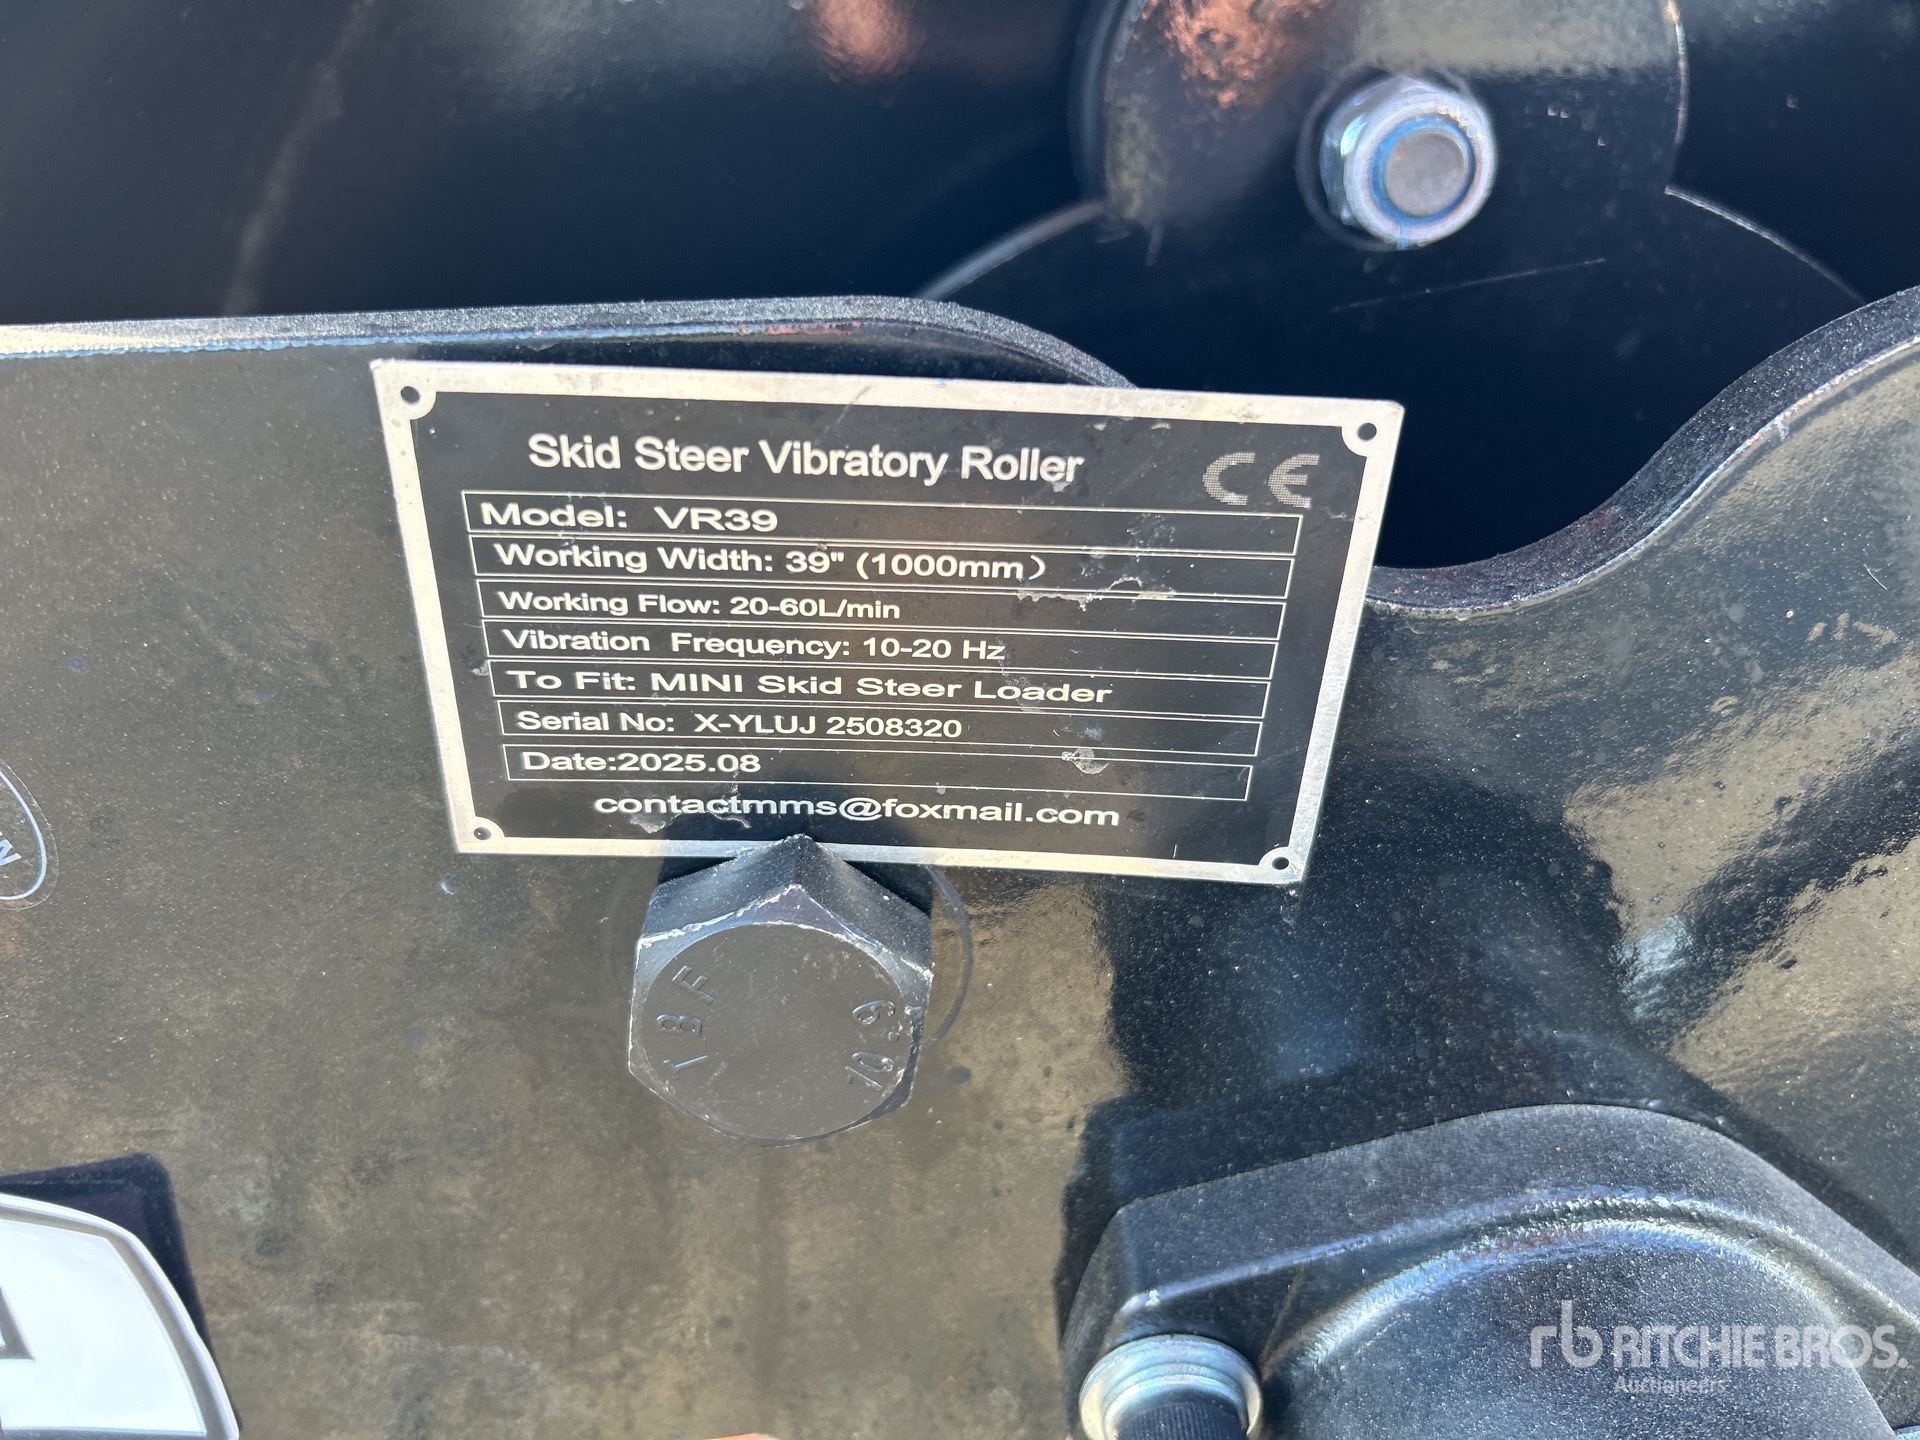 Skid Steer Vibratory Roller CE
Model: VR39
Working Width: 39" (1000mm)
Working Flow: 20-60L/min
Vibration Frequency: 10-20 Hz
To Fit: MINI Skid Steer Loader
Serial No: X-YLUJ 2508320
Date:2025.08
contactmms@foxmail.com
10.9
rb RITCHIE BROS.
Auctioneers